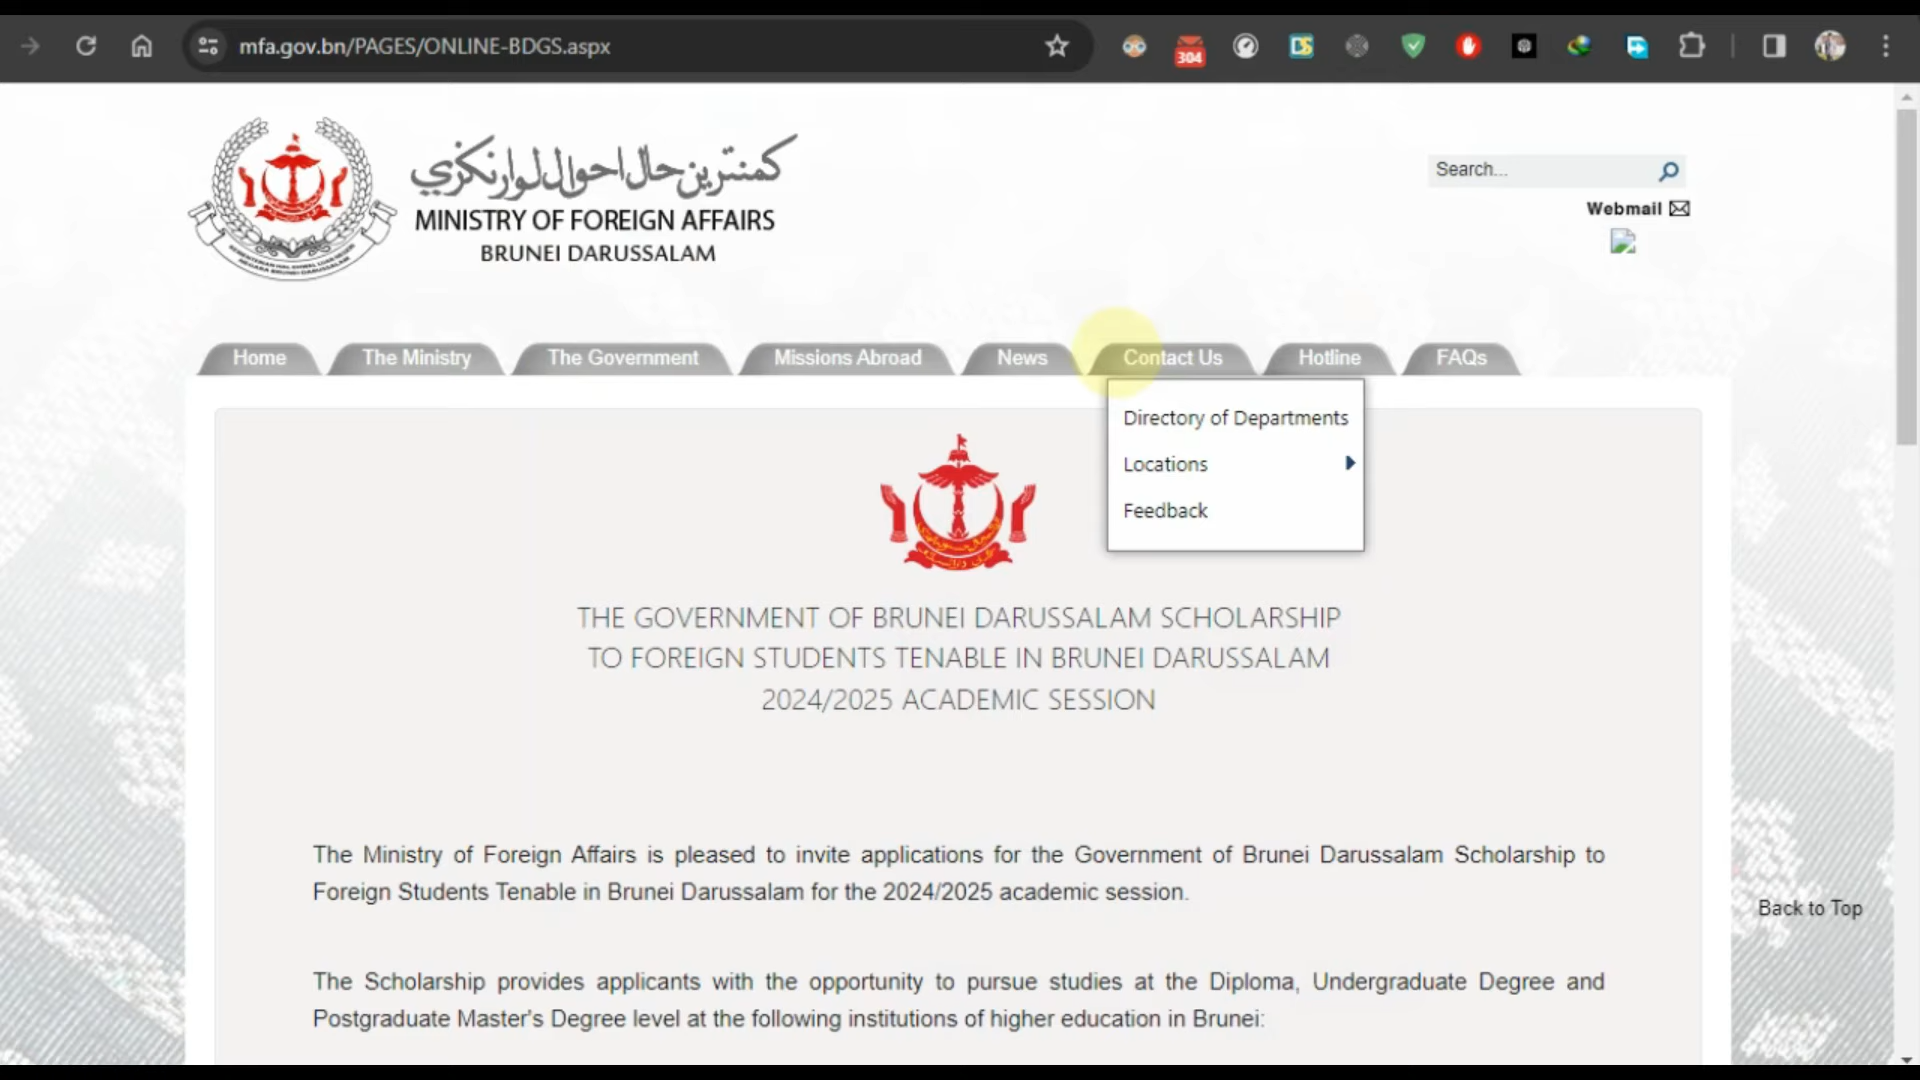 mfa.gov.bn/PAGES/ONLINE-BDGS.aspx
304
كمنترين حال احوال لوار نݢري
MINISTRY OF FOREIGN AFFAIRS
BRUNEI DARUSSALAM
Search...
Webmail
Home
The Ministry
The Government
Missions Abroad
News
Contact Us
Hotline
FAQs
Directory of Departments
Locations
Feedback
THE GOVERNMENT OF BRUNEI DARUSSALAM SCHOLARSHIP
TO FOREIGN STUDENTS TENABLE IN BRUNEI DARUSSALAM
2024/2025 ACADEMIC SESSION
The Ministry of Foreign Affairs is pleased to invite applications for the Government of Brunei Darussalam Scholarship to
Foreign Students Tenable in Brunei Darussalam for the 2024/2025 academic session.
Back to Top
The Scholarship provides applicants with the opportunity to pursue studies at the Diploma, Undergraduate Degree and
Postgraduate Master's Degree level at the following institutions of higher education in Brunei: